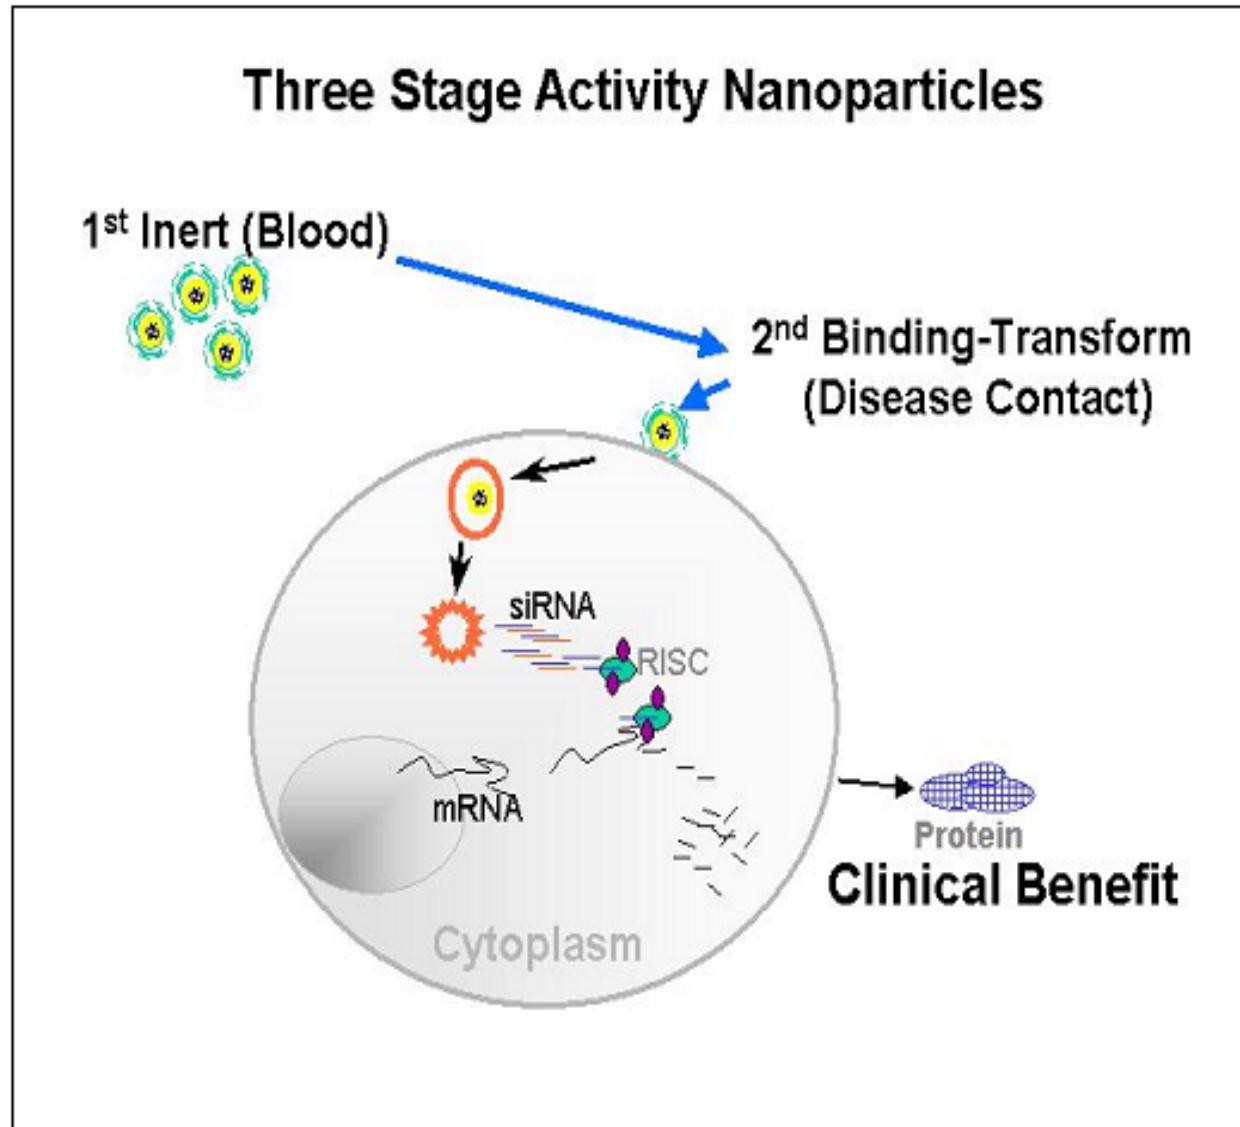 Three Stage Activity Nanoparticles
1st Inert (Blood)
2nd Binding-Transform
(Disease Contact)
siRNA
RISC
mRNA
Protein
Clinical Benefit
Cytoplasm